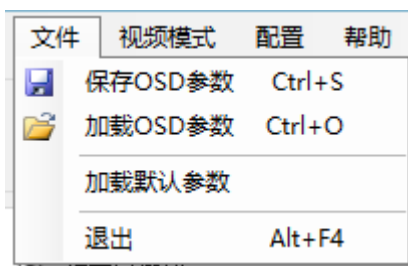 文件 视频模式 配置 帮助
保存OSD参数 Ctrl+S
加载OSD参数 Ctrl+O
加载默认参数
退出 Alt+F4